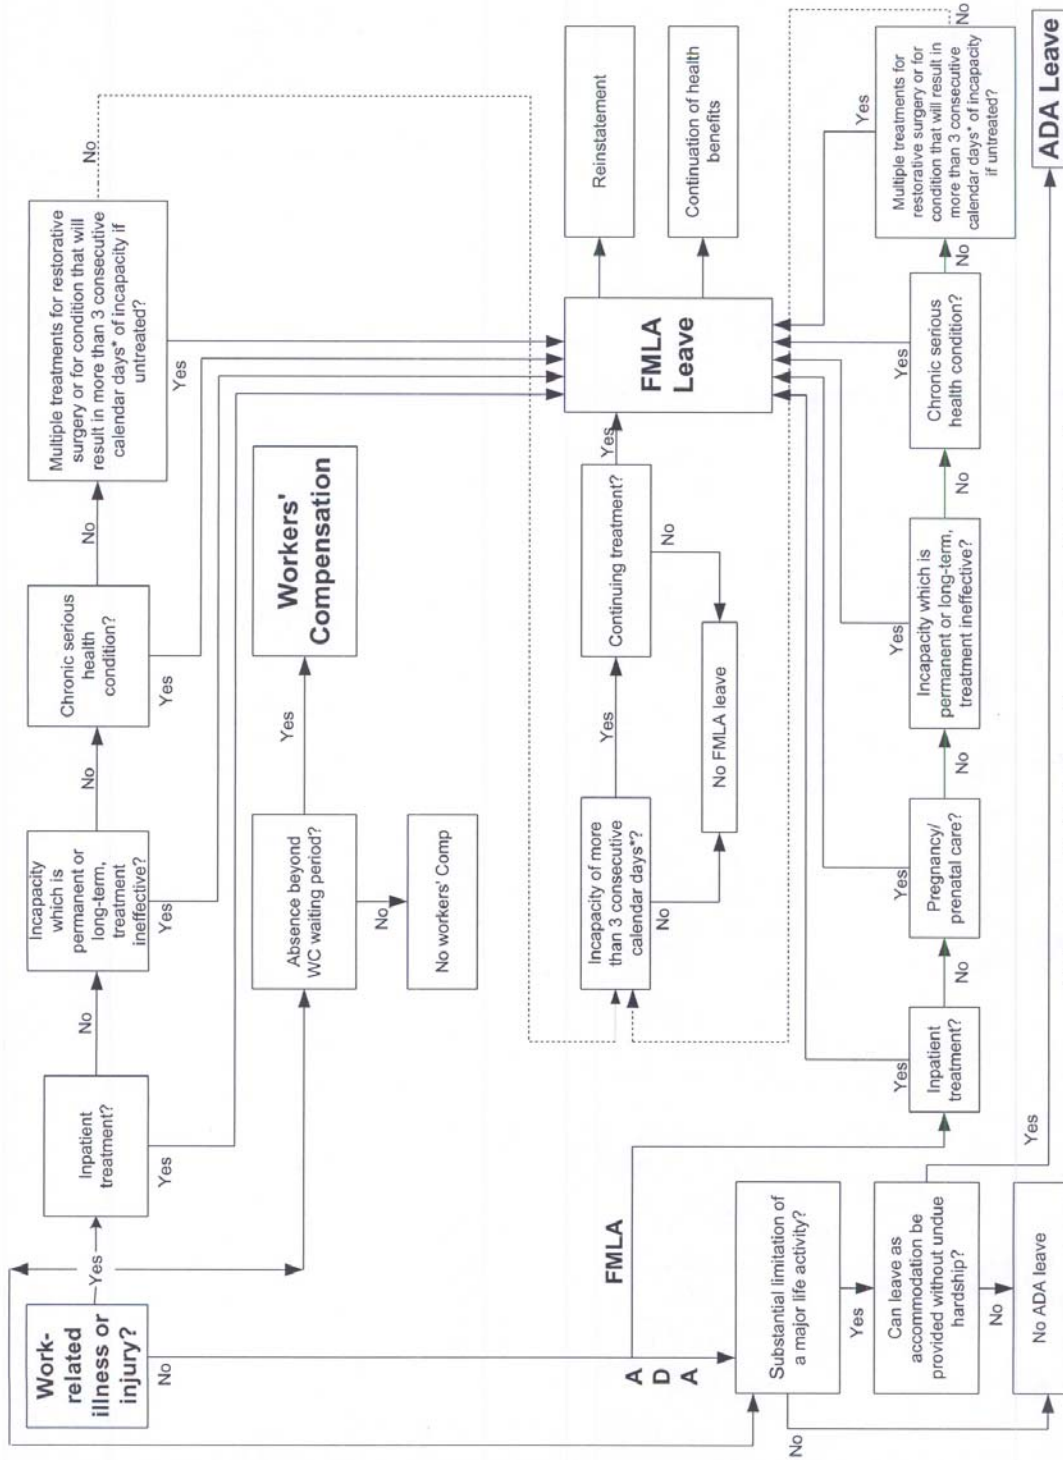 Work-
related
illness or
injury?
Yes
No
Inpatient
treatment?
Yes
No
Incapacity
which is
permanent or
long-term,
treatment
ineffective?
Yes
No
Chronic serious
health
condition?
Yes
No
Multiple treatments for restorative
surgery or for condition that will
result in more than 3 consecutive
calendar days* of incapacity if
untreated?
Yes
No
Absence beyond
WC waiting period?
Yes
No
Workers'
Compensation
No workers' Comp
Incapacity of more
than 3 consecutive
calendar days*?
Yes
No
Continuing treatment?
Yes
No
No FMLA leave
FMLA
Leave
Reinstatement
Continuation of health
benefits
FMLA
A
D
A
Inpatient
treatment?
Yes
No
Pregnancy/
prenatal care?
Yes
No
Incapacity which is
permanent or long-term,
treatment ineffective?
Yes
No
Chronic serious
health condition?
Yes
No
Multiple treatments for
restorative surgery or for
condition that will result in
more than 3 consecutive
calendar days* of incapacity
if untreated?
Yes
No
Substantial limitation of
a major life activity?
Yes
No
Can leave as
accommodation be
provided without undue
hardship?
Yes
No
No ADA leave
ADA Leave